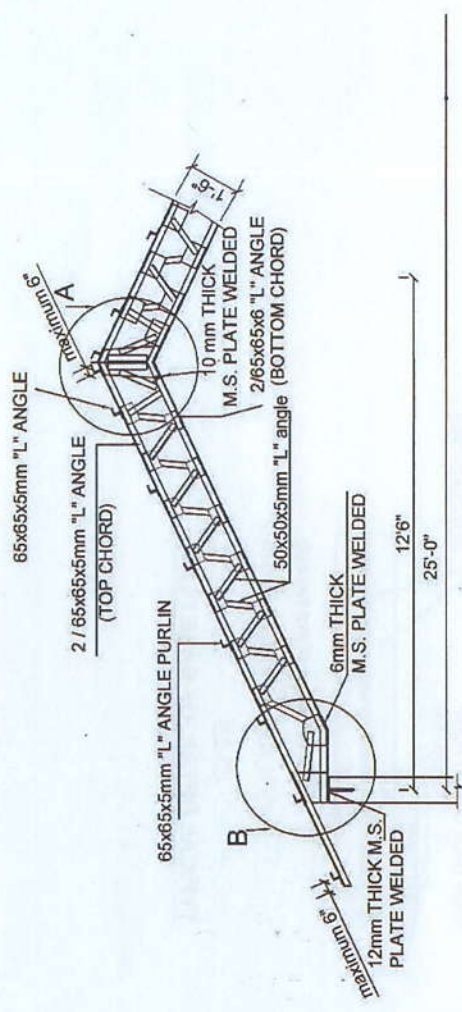 65x65x5mm "L" ANGLE
maximum 6"
A
2 / 65x65x5mm "L" ANGLE
(TOP CHORD)
1'-6"
10 mm THICK
M.S. PLATE WELDED
2/65x65x6 "L" ANGLE
(BOTTOM CHORD)
65x65x5mm "L" ANGLE PURLIN
50x50x5mm "L" angle
B
6mm THICK
M.S. PLATE WELDED
maximum 6"
12mm THICK M.S.
PLATE WELDED
12'6"
25'-0"